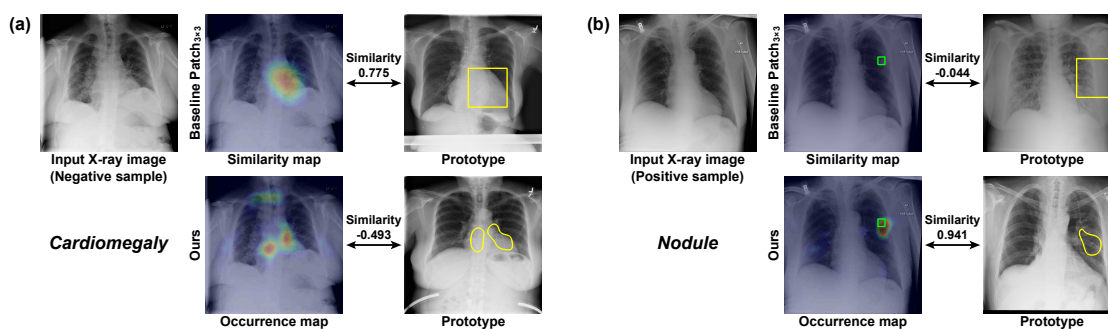 (a)
Baseline Patch3×3
Similarity
0.775
Input X-ray image
(Negative sample)
Similarity map
Prototype
Cardiomegaly
Ours
Similarity
-0.493
Occurrence map
Prototype
(b)
Baseline Patch3×3
Similarity
-0.044
Input X-ray image
(Positive sample)
Similarity map
Prototype
Nodule
Ours
Similarity
0.941
Occurrence map
Prototype